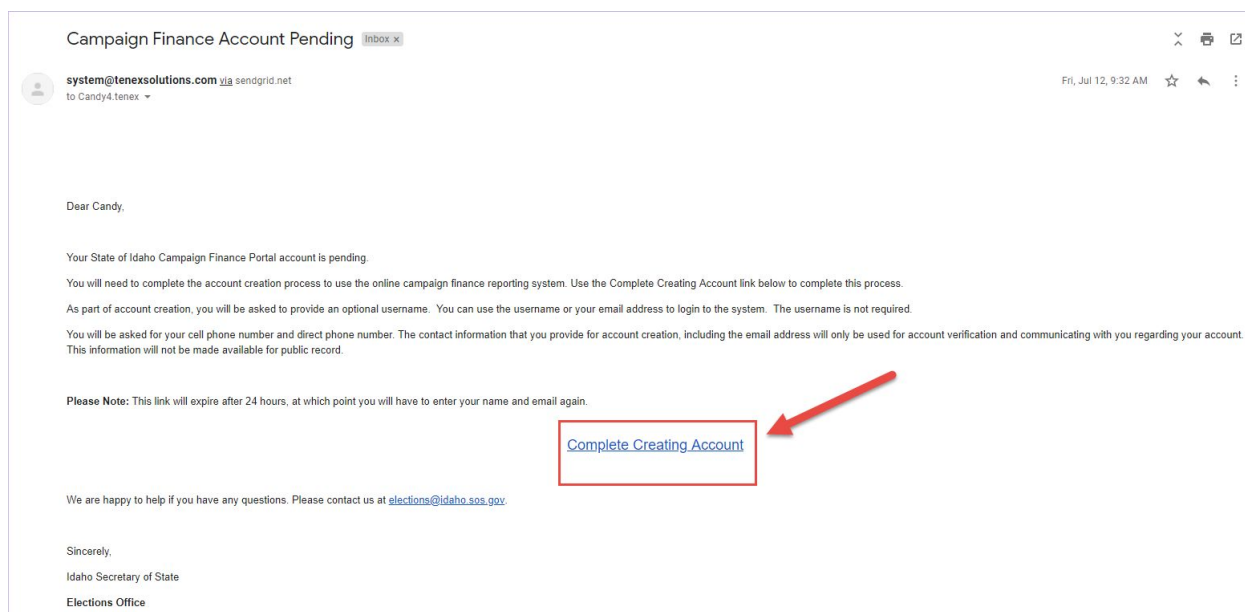 Campaign Finance Account Pending Inbox x
system@tenexsolutions.com via sendgrid.net
Fri, Jul 12, 9:32 AM
to Candy4.tenex
Dear Candy,
Your State of Idaho Campaign Finance Portal account is pending.
You will need to complete the account creation process to use the online campaign finance reporting system. Use the Complete Creating Account link below to complete this process.
As part of account creation, you will be asked to provide an optional username. You can use the username or your email address to login to the system. The username is not required.
You will be asked for your cell phone number and direct phone number. The contact information that you provide for account creation, including the email address will only be used for account verification and communicating with you regarding your account.
This information will not be made available for public record.
Please Note: This link will expire after 24 hours, at which point you will have to enter your name and email again.
Complete Creating Account
We are happy to help if you have any questions. Please contact us at elections@idaho.sos.gov.
Sincerely,
Idaho Secretary of State
Elections Office